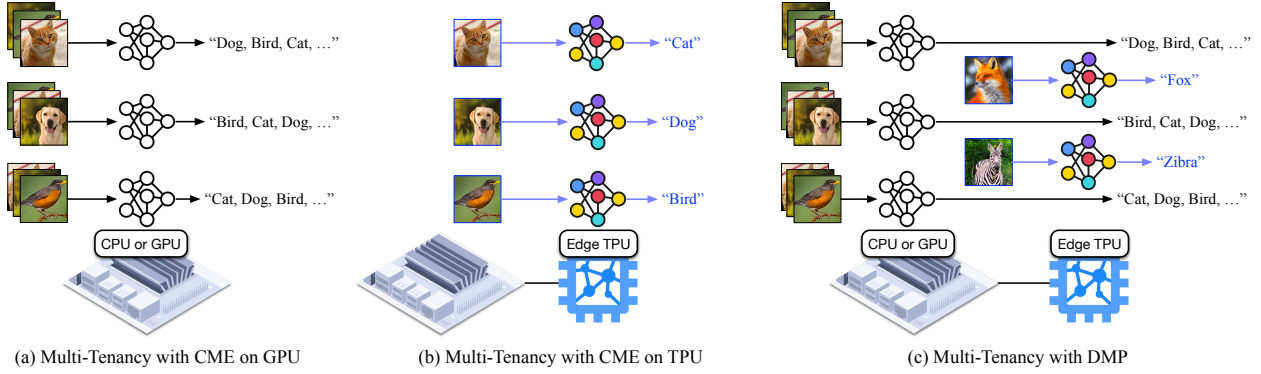 “Dog, Bird, Cat, …”
“Bird, Cat, Dog, …”
“Cat, Dog, Bird, …”
CPU or GPU
(a) Multi-Tenancy with CME on GPU
“Cat”
“Dog”
“Bird”
Edge TPU
(b) Multi-Tenancy with CME on TPU
“Dog, Bird, Cat, …”
“Fox”
“Bird, Cat, Dog, …”
“Zibra”
“Cat, Dog, Bird, …”
CPU or GPU
Edge TPU
(c) Multi-Tenancy with DMP